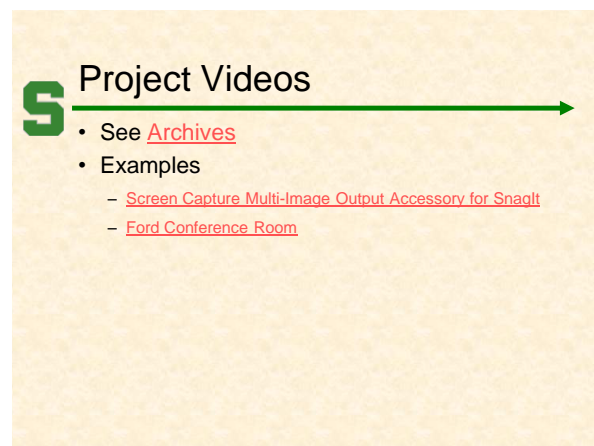 Project Videos
S
• See Archives
• Examples
– Screen Capture Multi-Image Output Accessory for SnagIt
– Ford Conference Room